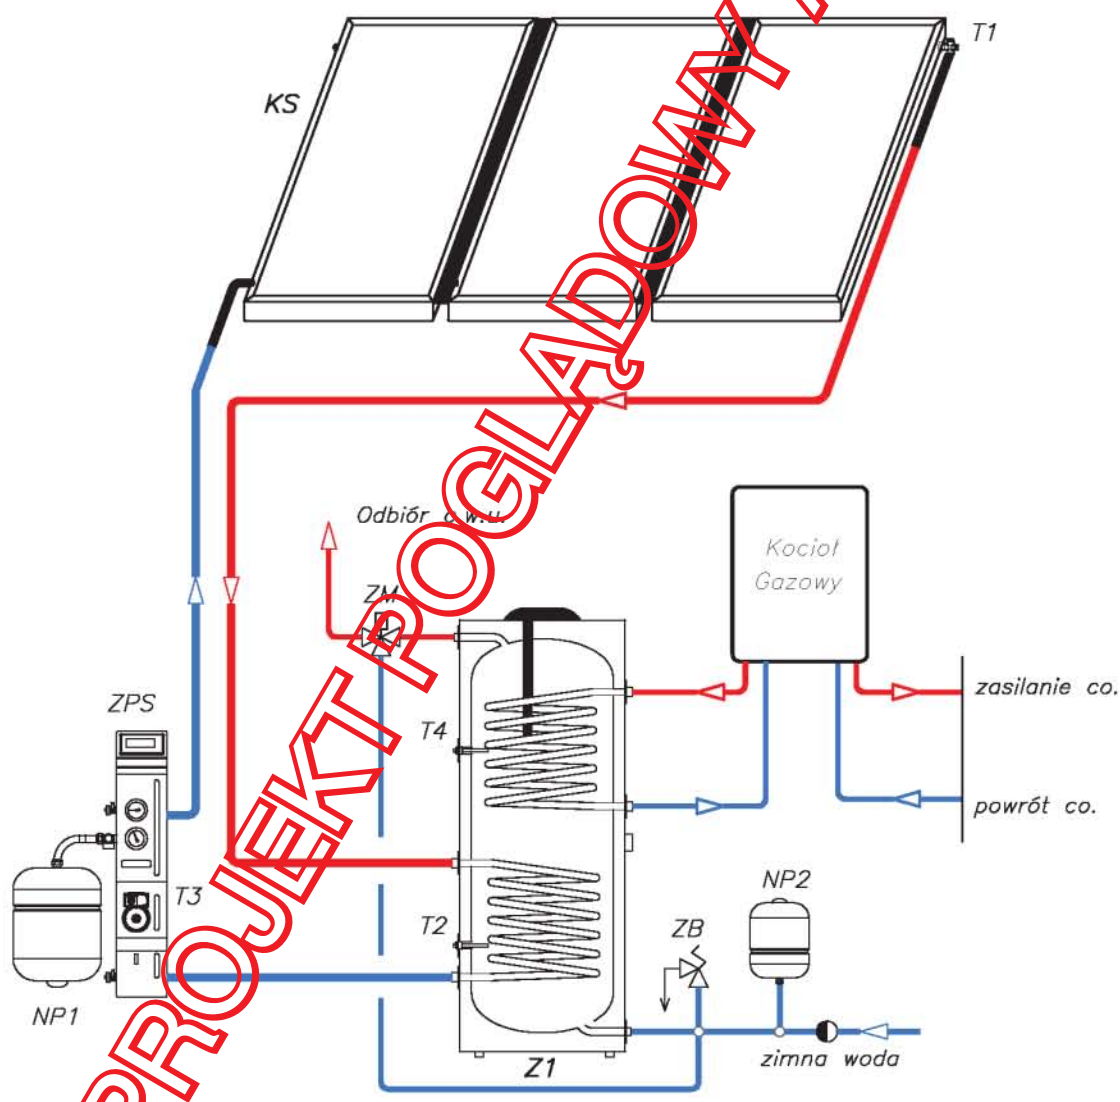 T1
KS
Odbiór c.w.u.
Kocioł
Gazowy
ZM
zasilanie co.
ZPS
T4
powrót co.
NP2
T3
T2
ZB
NP1
zimna woda
Z1
PROJEKT POGLĄDOWY